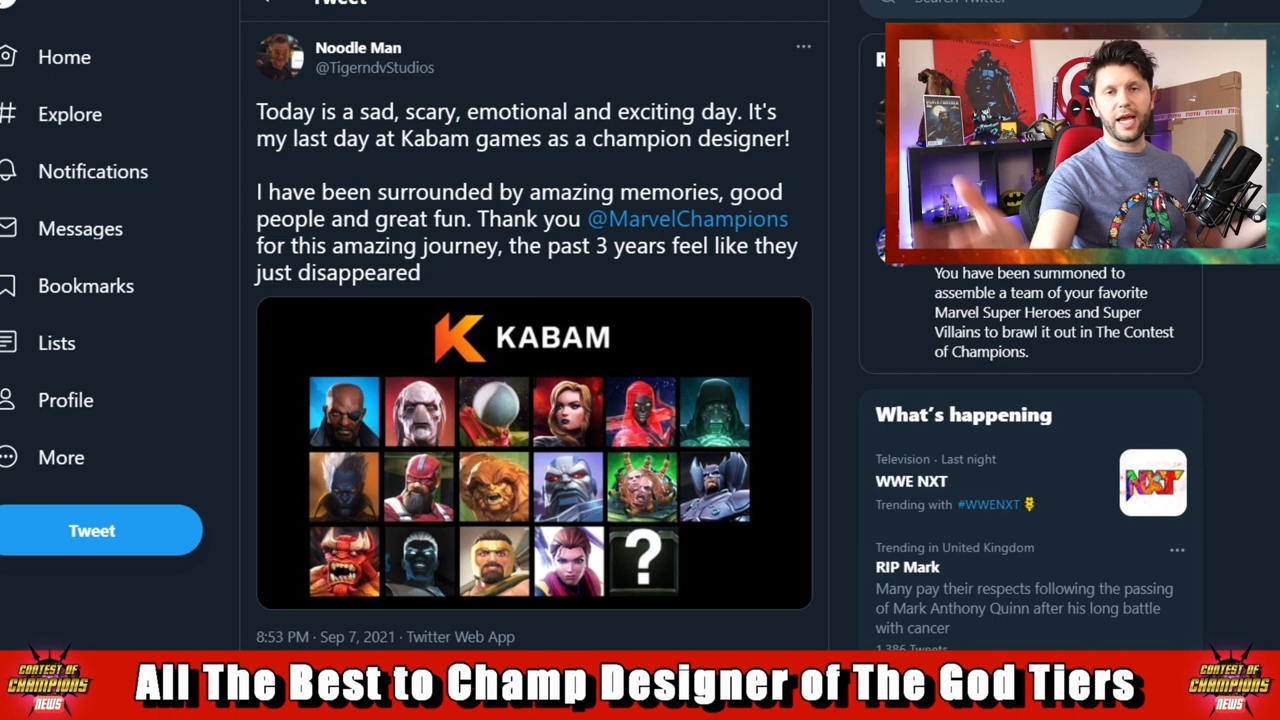 Tweet
Search Twitter
Home
Explore
Notifications
Messages
Bookmarks
Lists
Profile
More
Tweet
Noodle Man
@TigerndvStudios
Today is a sad, scary, emotional and exciting day. It's
my last day at Kabam games as a champion designer!
I have been surrounded by amazing memories, good
people and great fun. Thank you @MarvelChampions
for this amazing journey, the past 3 years feel like they
just disappeared
KABAM
?
8:53 PM · Sep 7, 2021 · Twitter Web App
You have been summoned to
assemble a team of your favorite
Marvel Super Heroes and Super
Villains to brawl it out in The Contest
of Champions.
What's happening
Television · Last night
WWE NXT
Trending with #WWENXT
NXT
Trending in United Kingdom
RIP Mark
Many pay their respects following the passing
of Mark Anthony Quinn after his long battle
with cancer
1,386 Tweets
CONTEST OF
CHAMPIONS
NEWS
All The Best to Champ Designer of The God Tiers
CONTEST OF
CHAMPIONS
NEWS